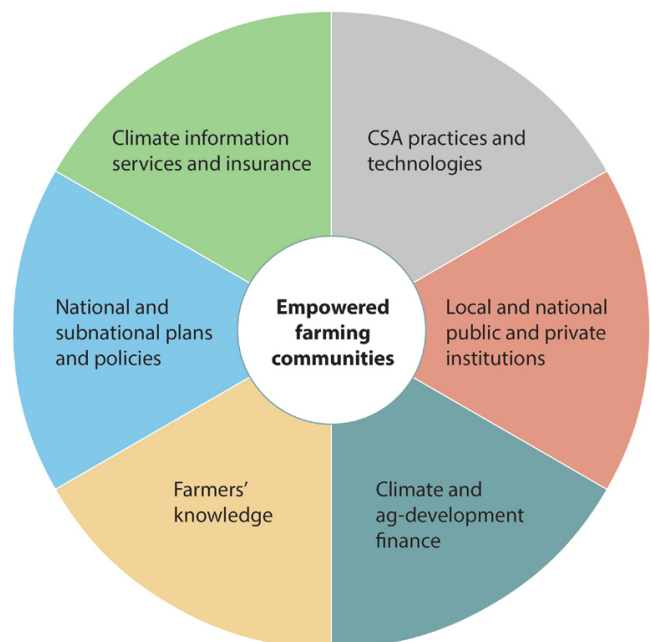 Climate information
services and insurance
CSA practices and
technologies
National and
subnational plans
and policies
Empowered
farming
communities
Local and national
public and private
institutions
Farmers’
knowledge
Climate and
ag-development
finance